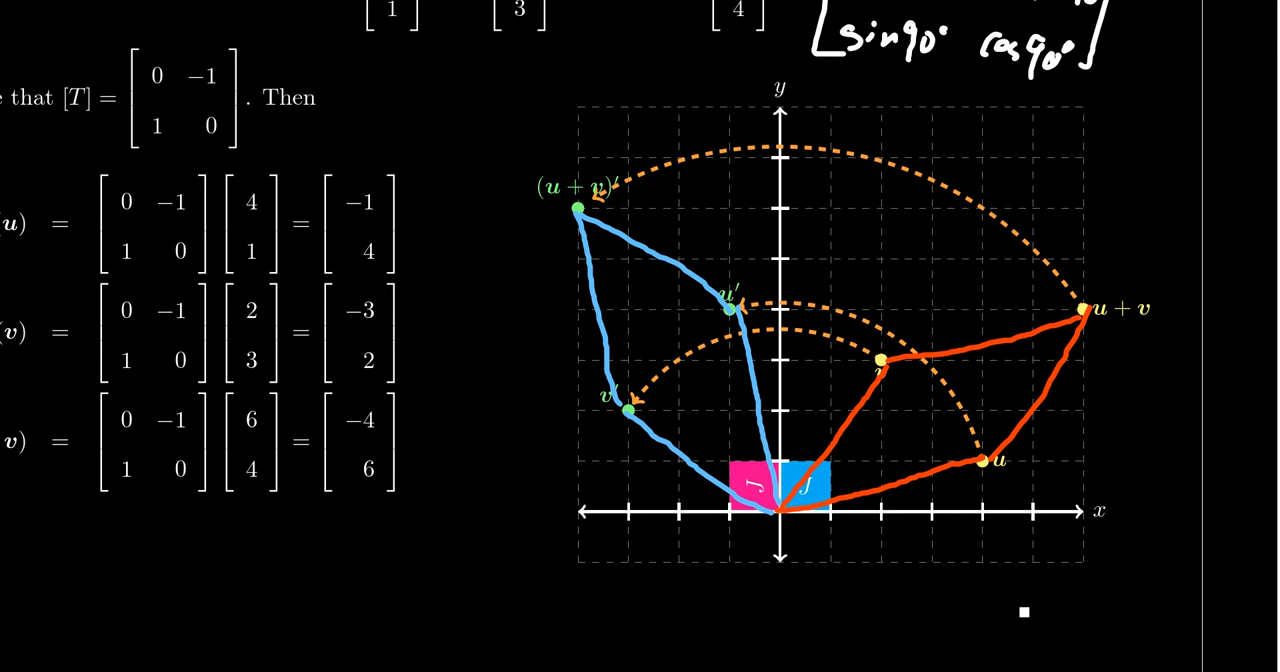 [1] [3] [4]
[sin90° cos90°]
e that [T] = [0 −1; 1 0]. Then
(u) = [0 −1; 1 0] [4; 1] = [−1; 4]
(v) = [0 −1; 1 0] [2; 3] = [−3; 2]
v) = [0 −1; 1 0] [6; 4] = [−4; 6]
y
(u + v)′
u′
u + v
v
v′
u
J J
x